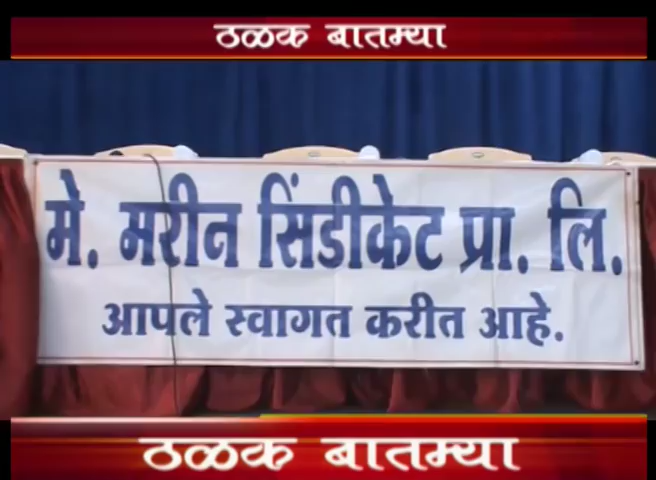 ठळक बातम्या
मे. मरीन सिंडीकेट प्रा. लि.
आपले स्वागत करीत आहे.
ठळक बातम्या